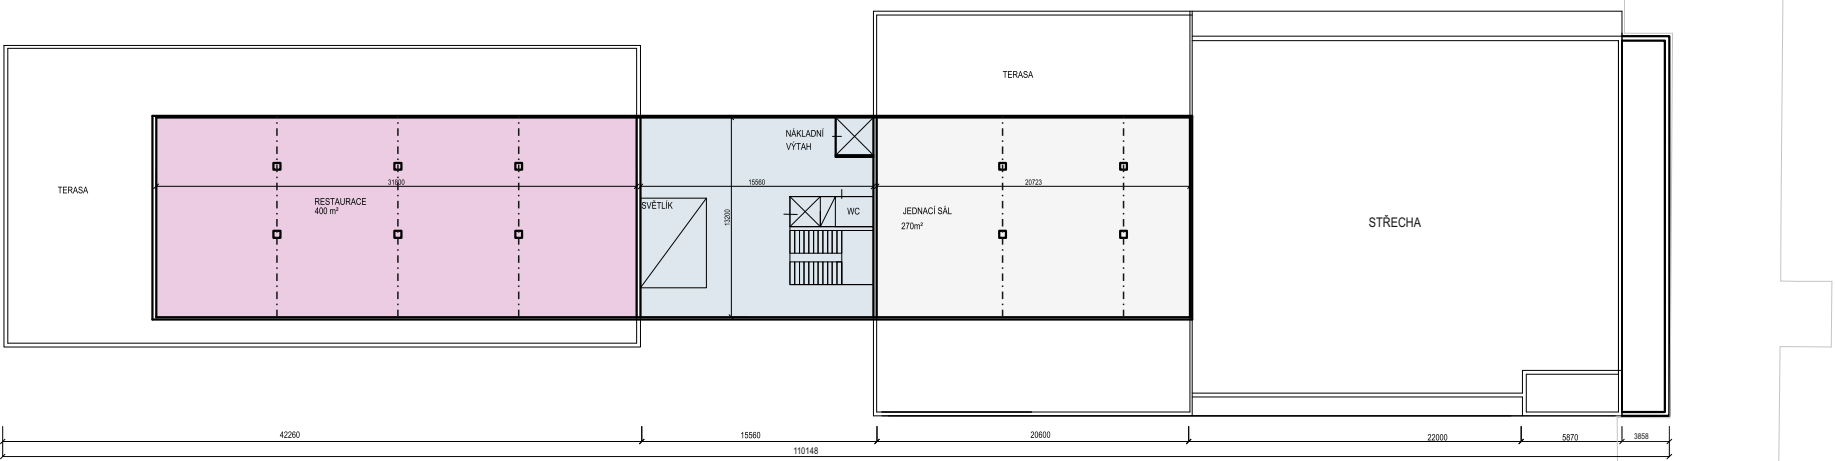 TERASA
NÁKLADNÍ
VÝTAH
31800
15560
20723
TERASA
RESTAURACE
400 m²
SVĚTLÍK
13200
WC
JEDNACÍ SÁL
270m²
STŘECHA
42260
15560
20600
22000
5870
3858
110148